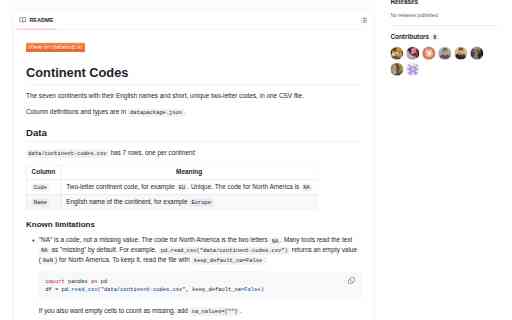 README
Releases
No releases published
Contributors 8
Continent Codes
The seven continents with their English names and short, unique two-letter codes, in one CSV file.
Column definitions and types are in datapackage.json.
Data
data/continent-codes.csv has 7 rows, one per continent:
Column Meaning
Code Two-letter continent code, for example EU. Unique. The code for North America is NA
Name English name of the continent, for example Europe
Known limitations
• "NA" is a code, not a missing value. The code for North America is the two letters NA. Many tools read the text
NA as "missing" by default. For example, pd.read_csv("data/continent-codes.csv") returns an empty value
(NaN) for North America. To keep it, read the file with keep_default_na=False.
import pandas as pd
df = pd.read_csv("data/continent-codes.csv", keep_default_na=False)
If you also want empty cells to count as missing, add na_values=[""].